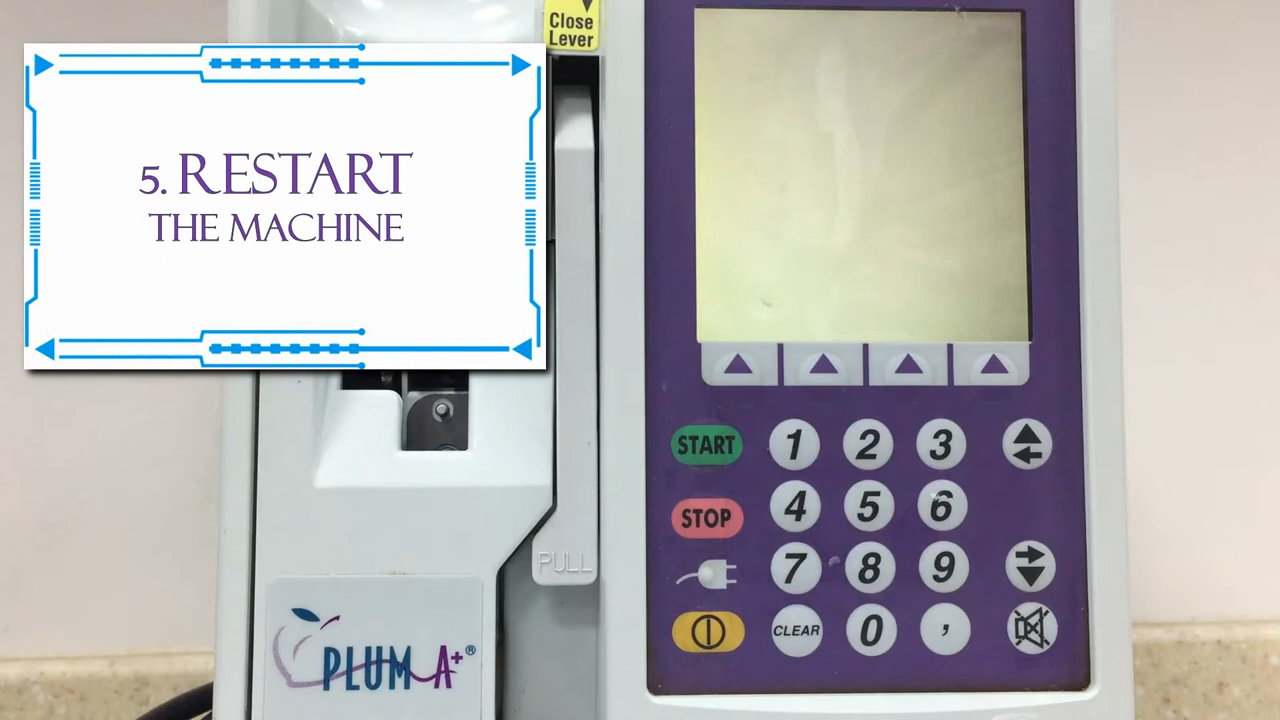 Close
Lever
5. RESTART
THE MACHINE
START
1
2
3
STOP
4
5
6
7
8
9
CLEAR
0
,
PULL
PLUM A+®